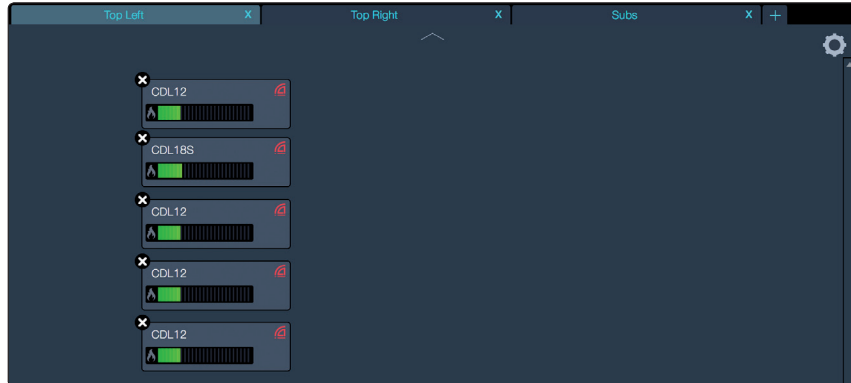 Top Left X Top Right X Subs X +
CDL12
CDL18S
CDL12
CDL12
CDL12